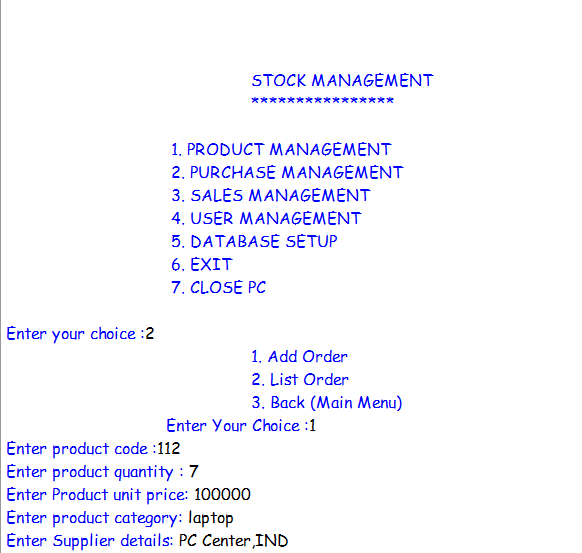 STOCK MANAGEMENT
****************
1. PRODUCT MANAGEMENT
2. PURCHASE MANAGEMENT
3. SALES MANAGEMENT
4. USER MANAGEMENT
5. DATABASE SETUP
6. EXIT
7. CLOSE PC
Enter your choice :2
1. Add Order
2. List Order
3. Back (Main Menu)
Enter Your Choice :1
Enter product code :112
Enter product quantity : 7
Enter Product unit price: 100000
Enter product category: laptop
Enter Supplier details: PC Center,IND